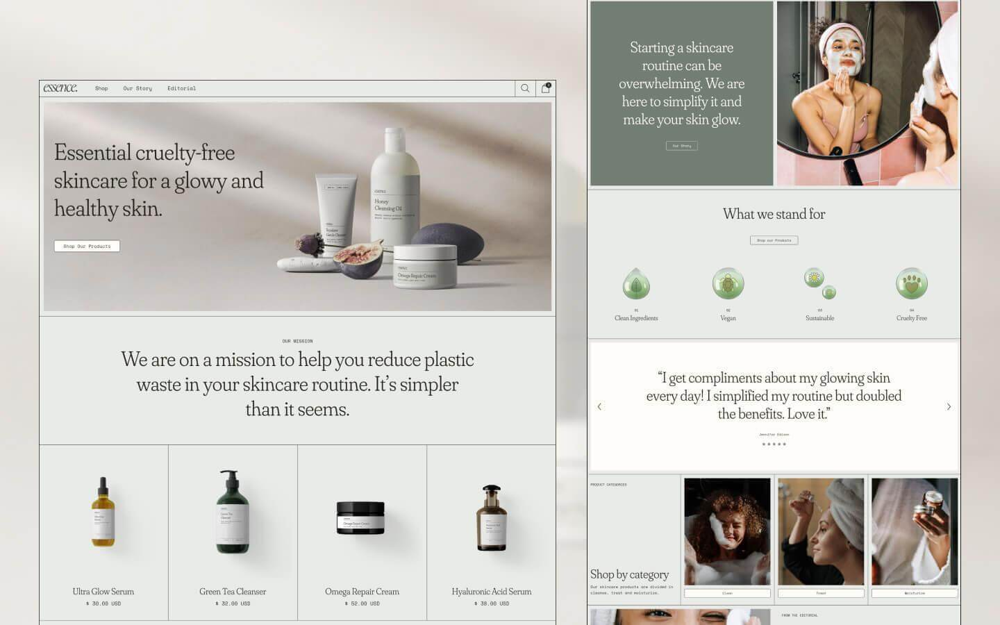 essence.
Shop
Our Story
Editorial
Essential cruelty-free
skincare for a glowy and
healthy skin.
Shop Our Products
Honey
Cleansing Oil
Omega Repair Cream
OUR MISSION
We are on a mission to help you reduce plastic
waste in your skincare routine. It’s simpler
than it seems.
Green Tea
Cleanser
Omega Repair Cream
Ultra Glow Serum
$ 30.00 USD
Green Tea Cleanser
$ 32.00 USD
Omega Repair Cream
$ 52.00 USD
Hyaluronic Acid Serum
$ 38.00 USD
Starting a skincare
routine can be
overwhelming. We are
here to simplify it and
make your skin glow.
Our Story
What we stand for
Shop our Products
01
Clean Ingredients
02
Vegan
03
Sustainable
04
Cruelty Free
“I get compliments about my glowing skin
every day! I simplified my routine but doubled
the benefits. Love it.”
Jennifer Edison
PRODUCT CATEGORIES
Shop by category
Our skincare products are divided in
cleanse, treat and moisturize.
Clean
Treat
Moisturize
FROM THE EDITORIAL